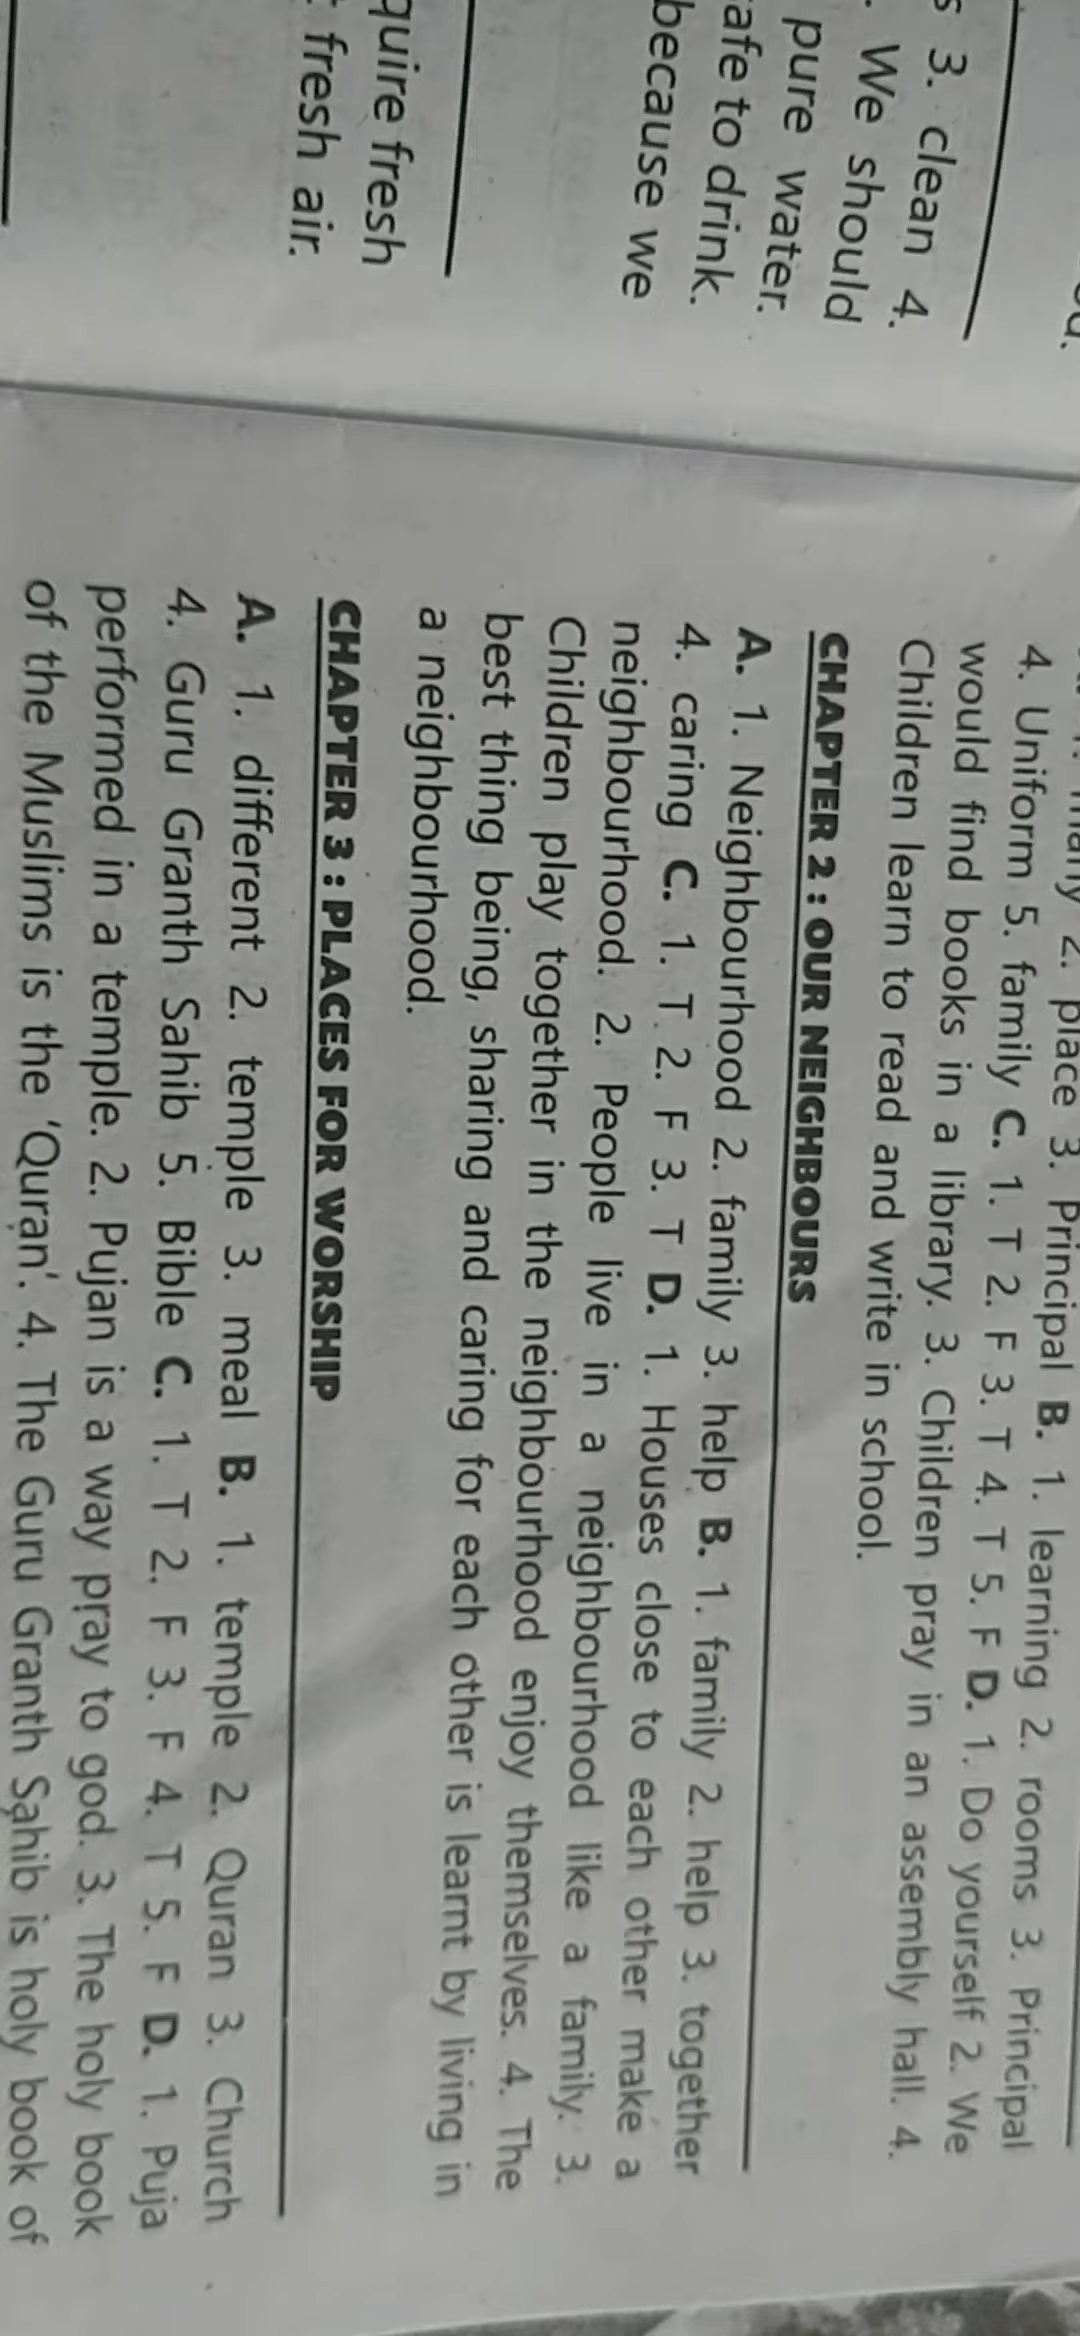 s 3. clean 4.
. We should
pure water.
afe to drink.
because we
quire fresh
fresh air.
2. place 3. Principal B. 1. learning 2. rooms 3. Principal
4. Uniform 5. family C. 1. T 2. F 3. T 4. T 5. F D. 1. Do yourself 2. We
would find books in a library. 3. Children pray in an assembly hall. 4.
Children learn to read and write in school.
CHAPTER 2 : OUR NEIGHBOURS
A. 1. Neighbourhood 2. family 3. help B. 1. family 2. help 3. together
4. caring C. 1. T 2. F 3. T D. 1. Houses close to each other make a
neighbourhood. 2. People live in a neighbourhood like a family. 3.
Children play together in the neighbourhood enjoy themselves. 4. The
best thing being, sharing and caring for each other is learnt by living in
a neighbourhood.
CHAPTER 3 : PLACES FOR WORSHIP
A. 1. different 2. temple 3. meal B. 1. temple 2. Quran 3. Church
4. Guru Granth Sahib 5. Bible C. 1. T 2. F 3. F 4. T 5. F D. 1. Puja
performed in a temple. 2. Pujan is a way pray to god. 3. The holy book
of the Muslims is the 'Quran'. 4. The Guru Granth Sahib is holy book of